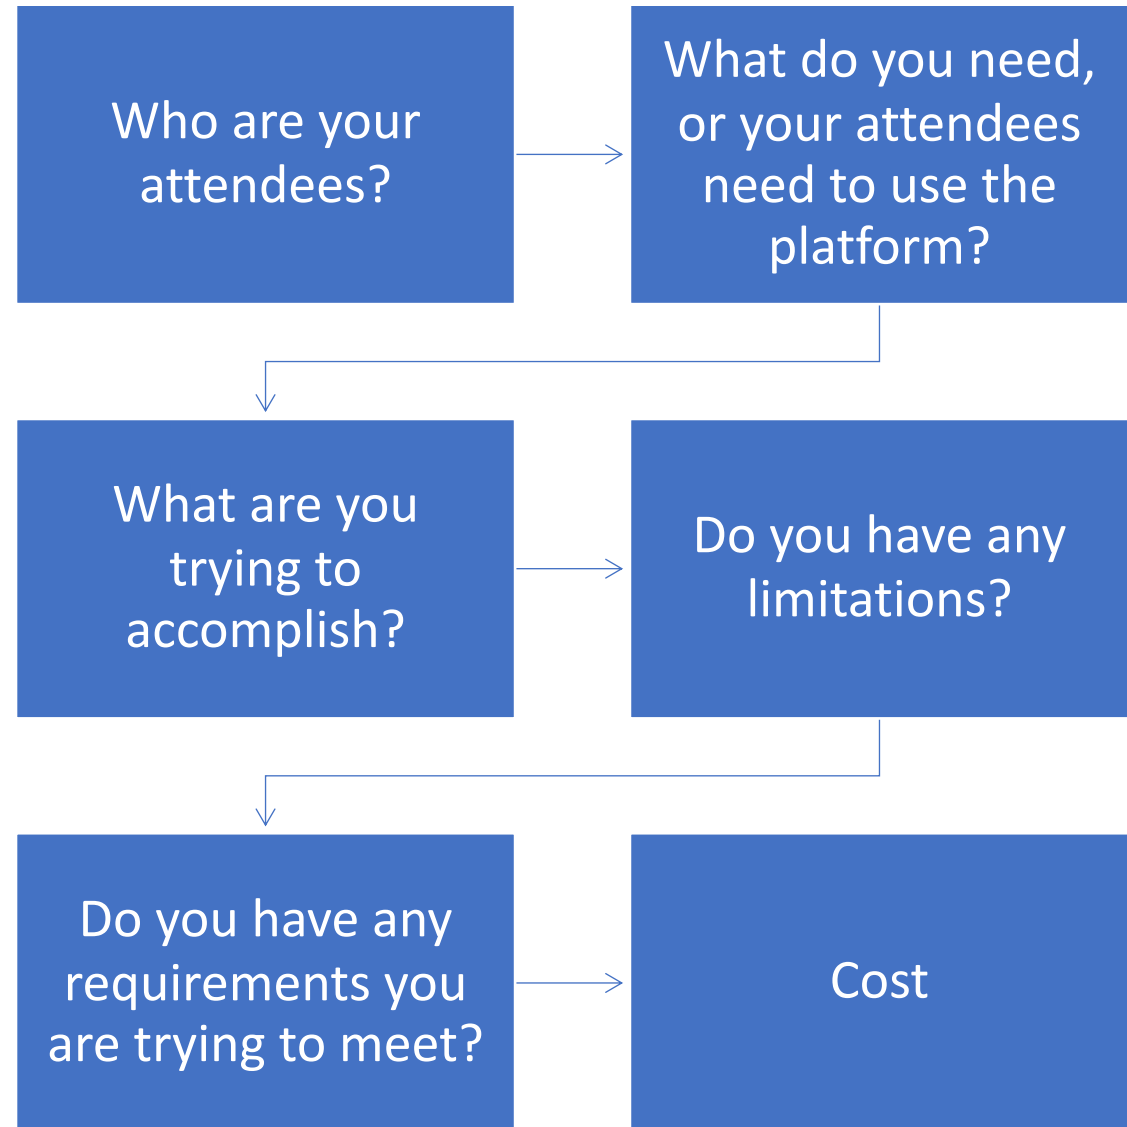 Who are your
attendees?
What do you need,
or your attendees
need to use the
platform?
What are you
trying to
accomplish?
Do you have any
limitations?
Do you have any
requirements you
are trying to meet?
Cost